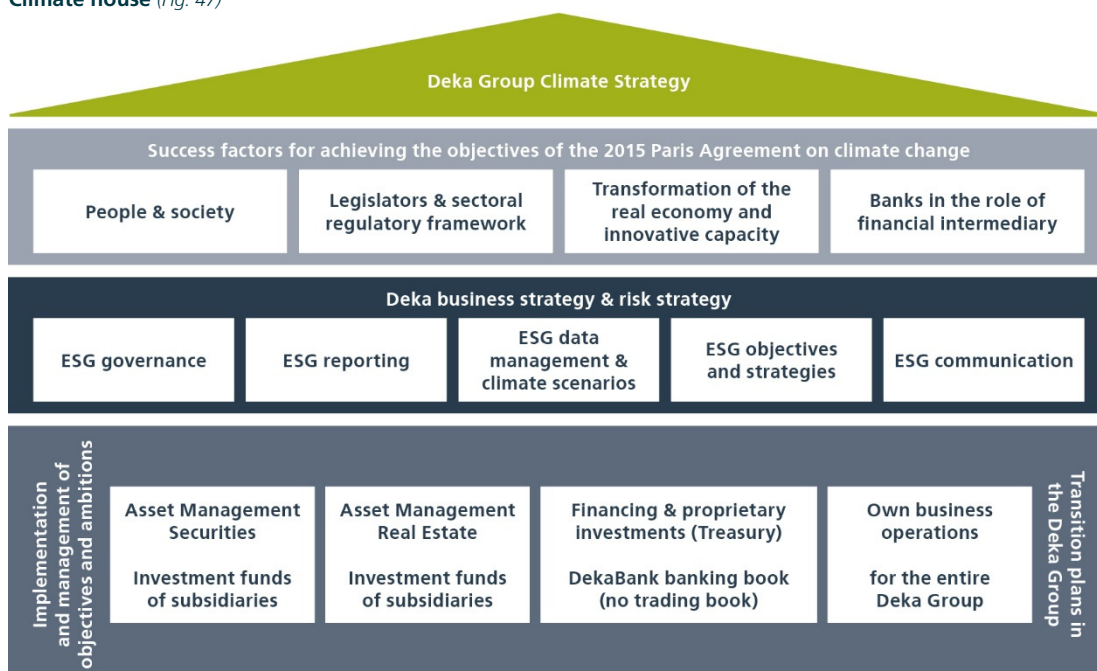 Climate house (Fig. 47)
Deka Group Climate Strategy
Success factors for achieving the objectives of the 2015 Paris Agreement on climate change
People & society
Legislators & sectoral
regulatory framework
Transformation of the
real economy and
innovative capacity
Banks in the role of
financial intermediary
Deka business strategy & risk strategy
ESG governance
ESG reporting
ESG data
management &
climate scenarios
ESG objectives
and strategies
ESG communication
Implementation
and management of
objectives and ambitions
Asset Management
Securities
Investment funds
of subsidiaries
Asset Management
Real Estate
Investment funds
of subsidiaries
Financing & proprietary
investments (Treasury)
DekaBank banking book
(no trading book)
Own business
operations
for the entire
Deka Group
Transition plans in
the Deka Group